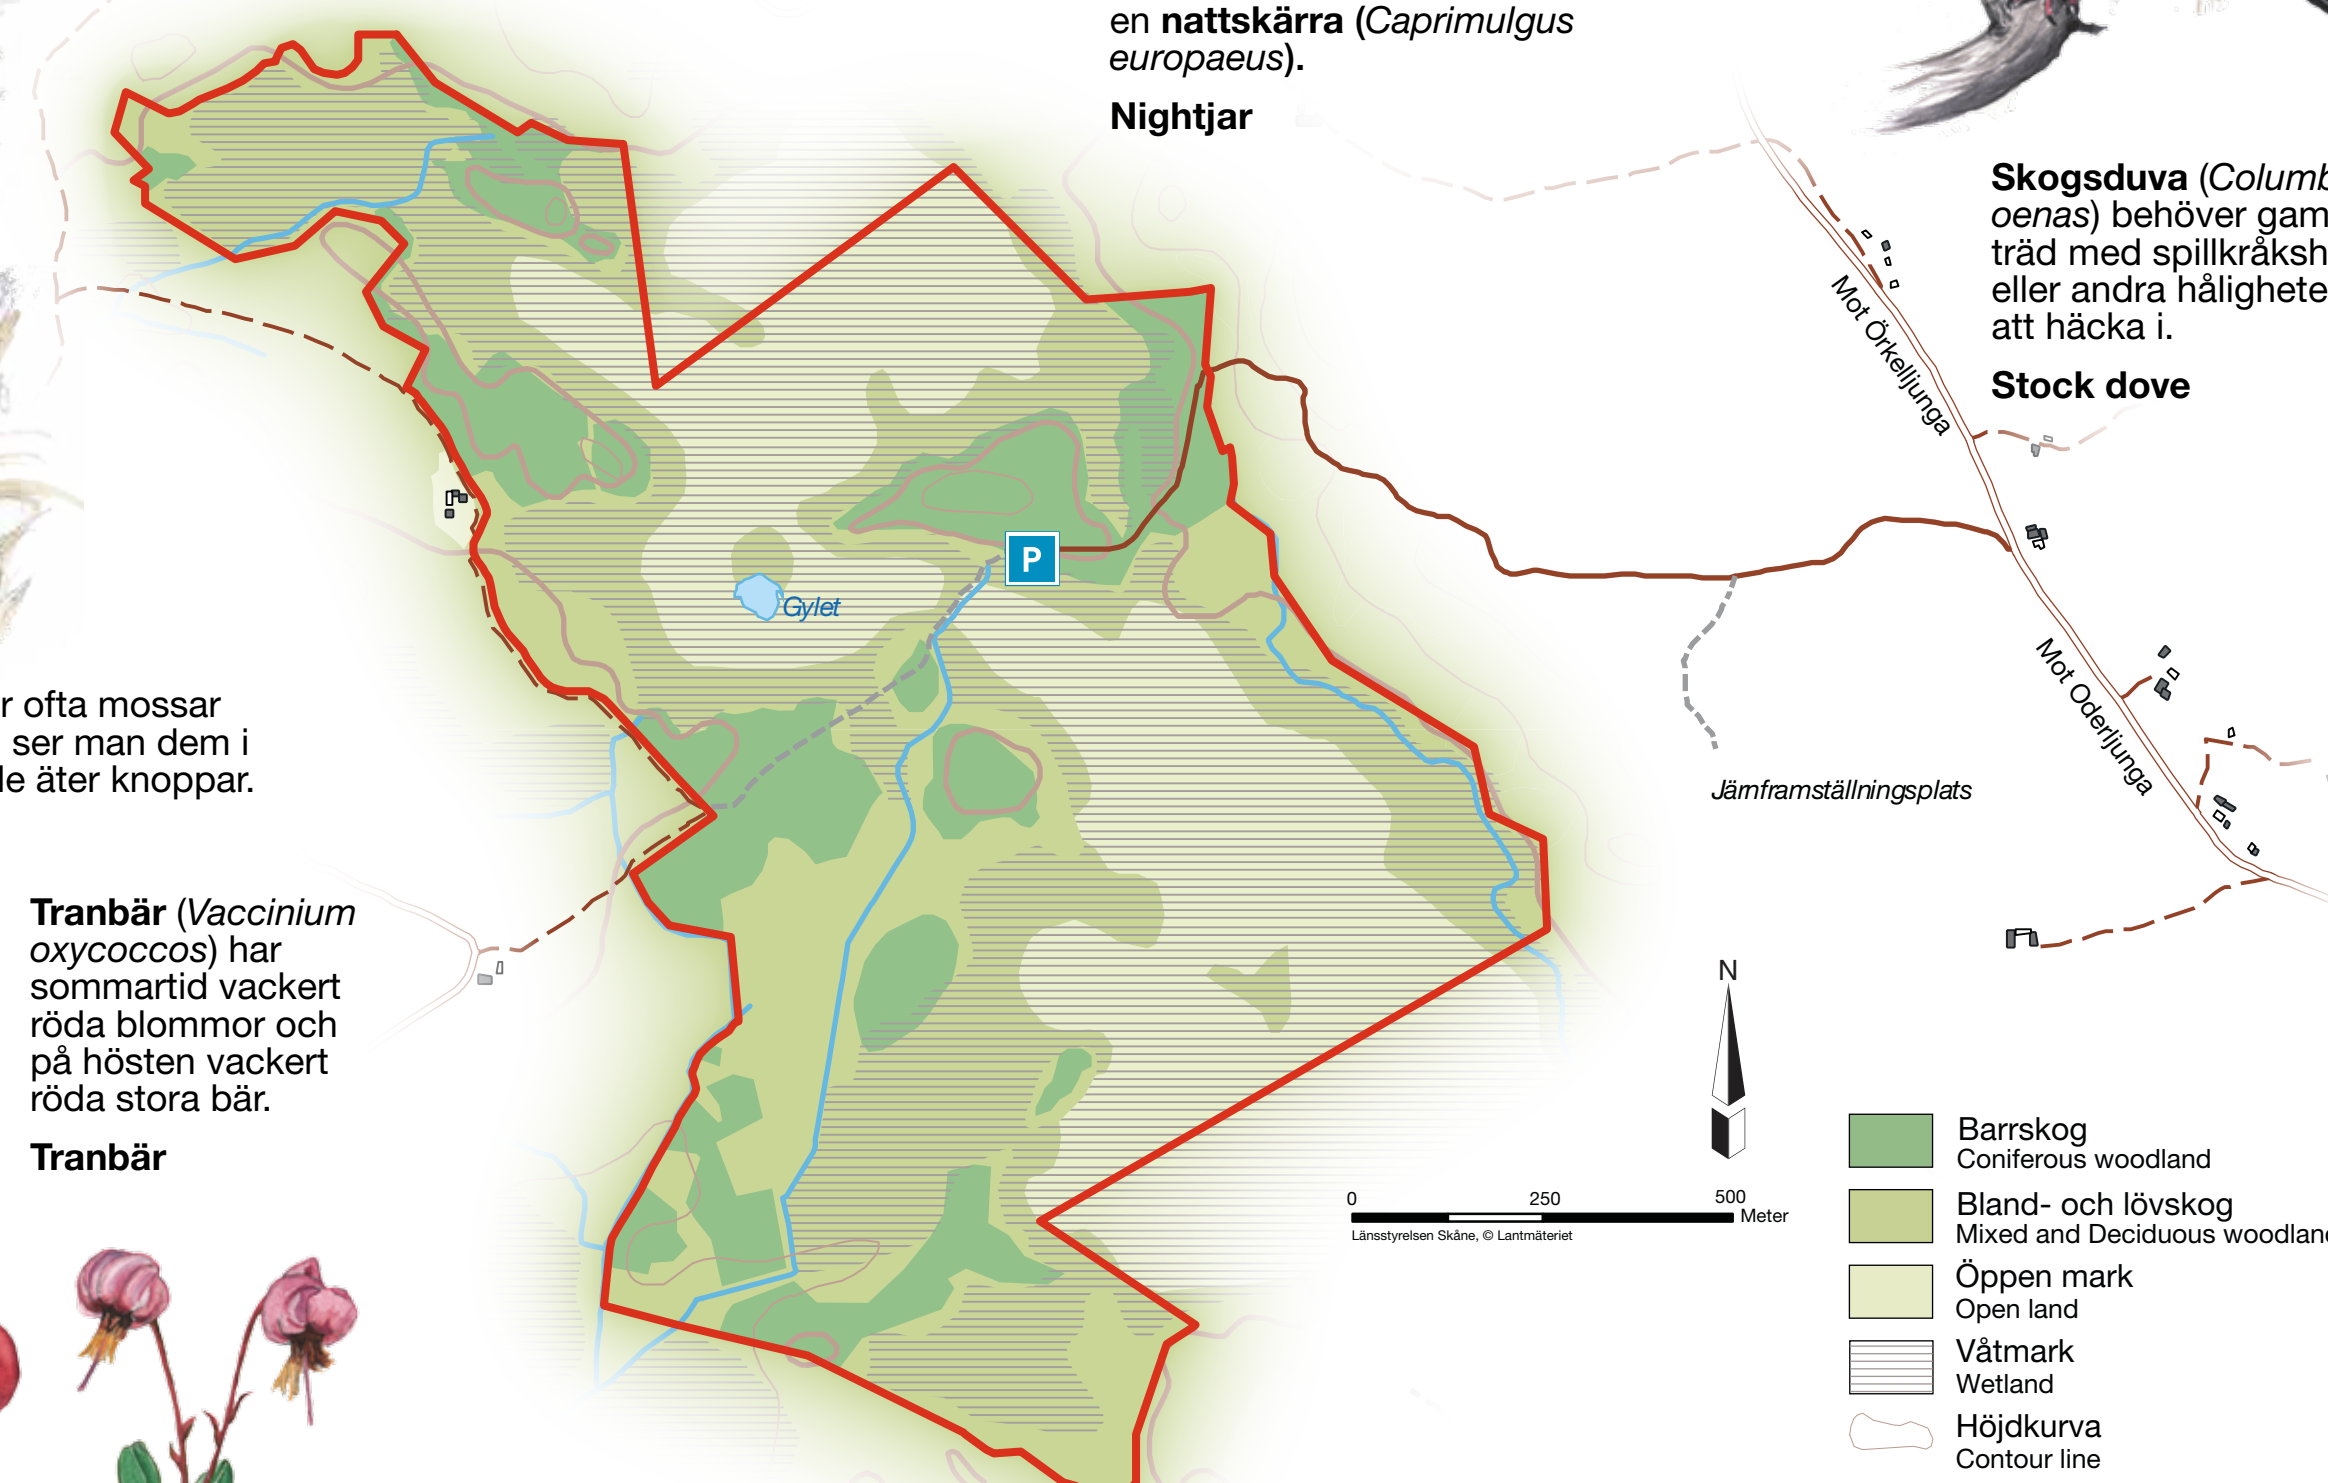 en nattskärra (Caprimulgus
europaeus).
Nightjar
Skogsduva (Columb
oenas) behöver gam
träd med spillkråksh
eller andra hålighete
att häcka i.
Stock dove
Mot Örkelljunga
P
Gylet
Mot Oderljunga
Järnframställningsplats
r ofta mossar
ser man dem i
le äter knoppar.
Tranbär (Vaccinium
oxycoccos) har
sommartid vackert
röda blommor och
på hösten vackert
röda stora bär.
Tranbär
N
0 250 500
Meter
Länsstyrelsen Skåne, © Lantmäteriet
Barrskog
Coniferous woodland
Bland- och lövskog
Mixed and Deciduous woodland
Öppen mark
Open land
Våtmark
Wetland
Höjdkurva
Contour line